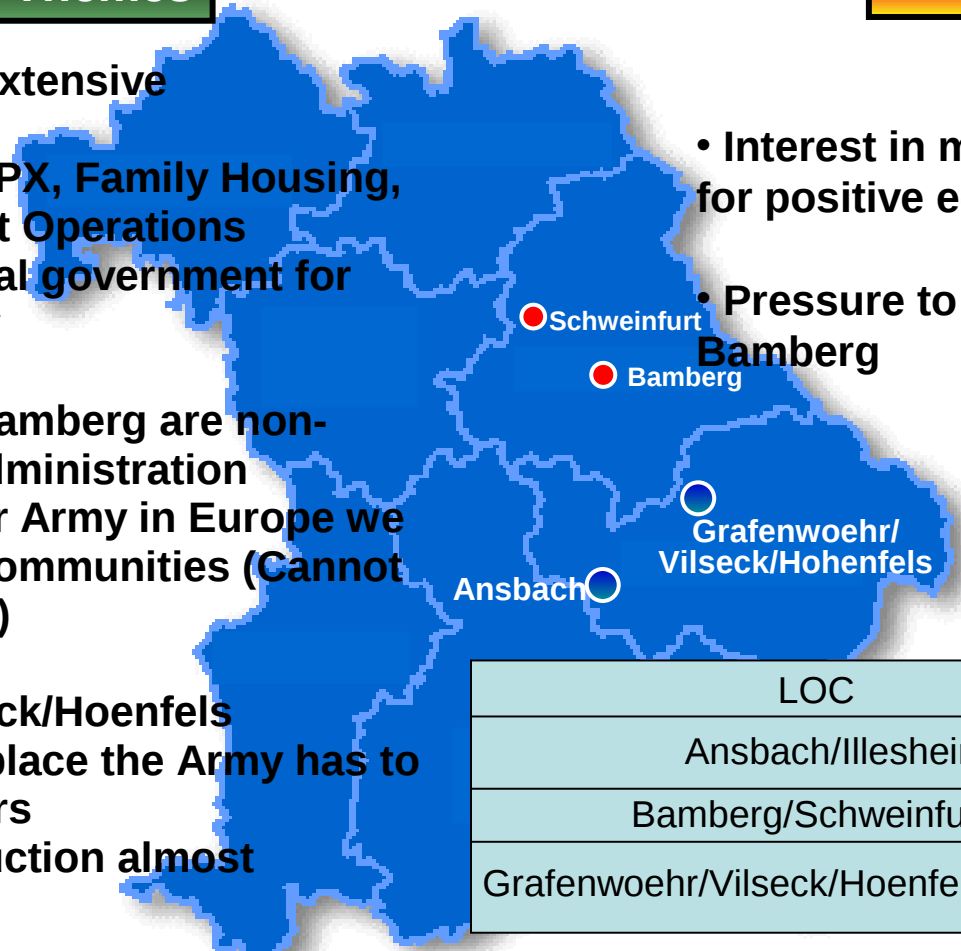 xtensive
PX, Family Housing,
t Operations
al government for
amberg are non-
ministration
r Army in Europe we
ommunities (Cannot
)
ck/Hoenfels
place the Army has to
rs
uction almost
• Interest in m
for positive e
• Pressure to
Bamberg
Schweinfurt
Bamberg
Grafenwoehr/
Vilseck/Hohenfels
Ansbach
LOC
Ansbach/Illeshei
Bamberg/Schweinfu
Grafenwoehr/Vilseck/Hoenfe